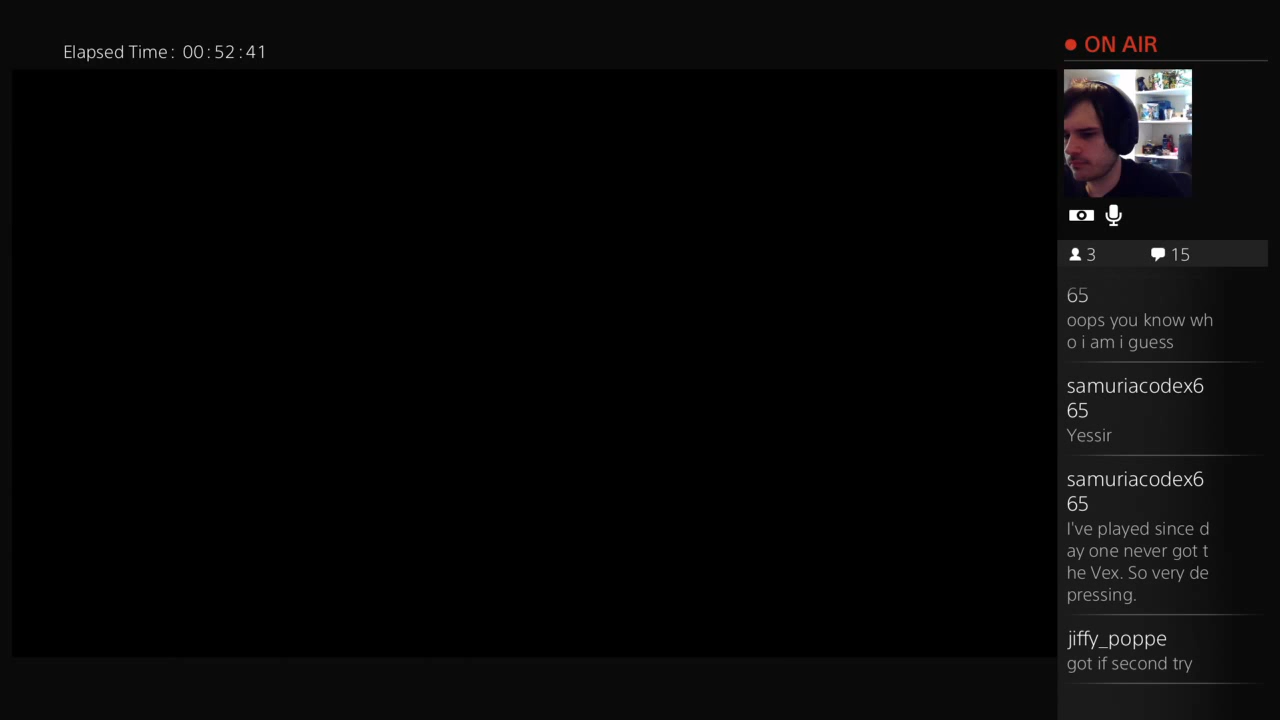 Elapsed Time: 00:52:41
ON AIR
3 15
65
oops you know wh
o i am i guess
samuriacodex6
65
Yessir
samuriacodex6
65
I've played since d
ay one never got t
he Vex. So very de
pressing.
jiffy_poppe
got if second try